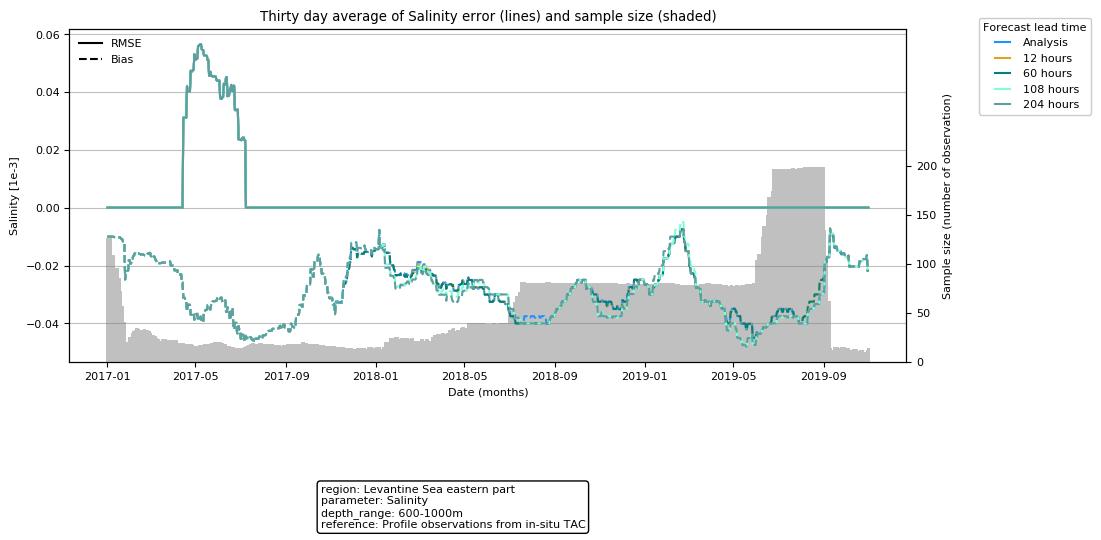 Thirty day average of Salinity error (lines) and sample size (shaded)
Forecast lead time
Analysis
12 hours
60 hours
108 hours
204 hours
RMSE
Bias
0.06
0.04
0.02
0.00
−0.02
−0.04
Salinity [1e-3]
200
150
100
50
0
Sample size (number of observation)
2017-01 2017-05 2017-09 2018-01 2018-05 2018-09 2019-01 2019-05 2019-09
Date (months)
region: Levantine Sea eastern part
parameter: Salinity
depth_range: 600-1000m
reference: Profile observations from in-situ TAC